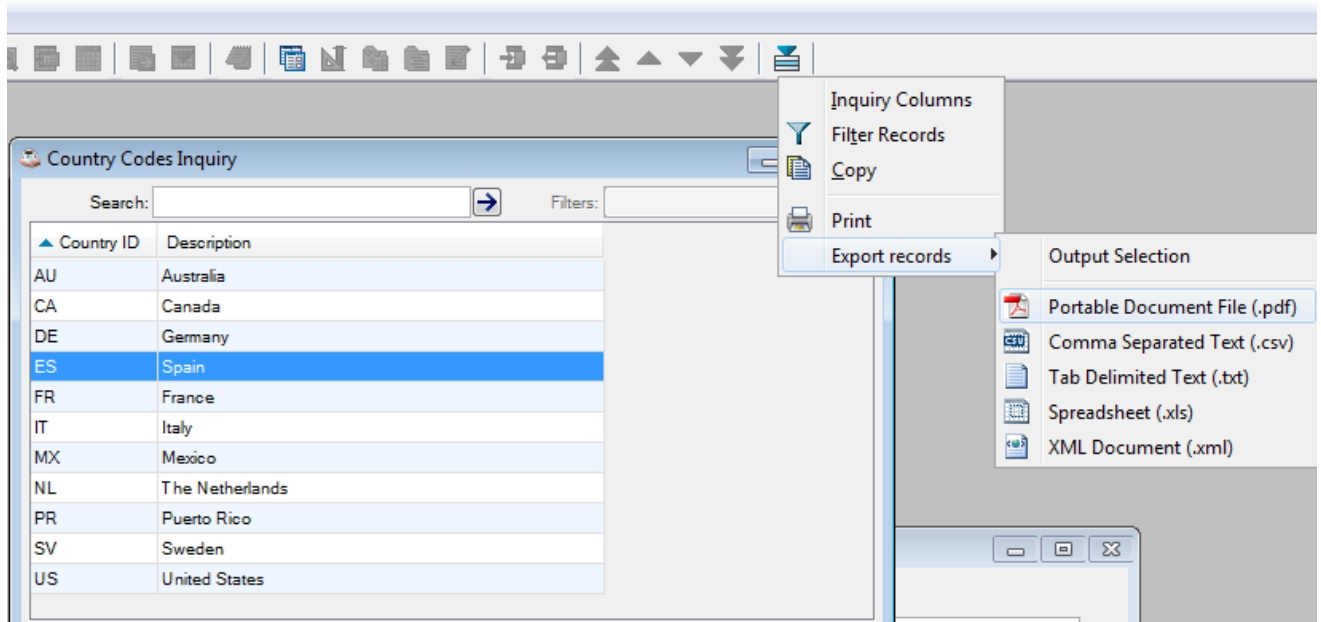 Inquiry Columns
Filter Records
Copy
Print
Export records
Output Selection
Portable Document File (.pdf)
Comma Separated Text (.csv)
Tab Delimited Text (.txt)
Spreadsheet (.xls)
XML Document (.xml)
Country Codes Inquiry
Search: Filters:
Country ID Description
AU Australia
CA Canada
DE Germany
ES Spain
FR France
IT Italy
MX Mexico
NL The Netherlands
PR Puerto Rico
SV Sweden
US United States